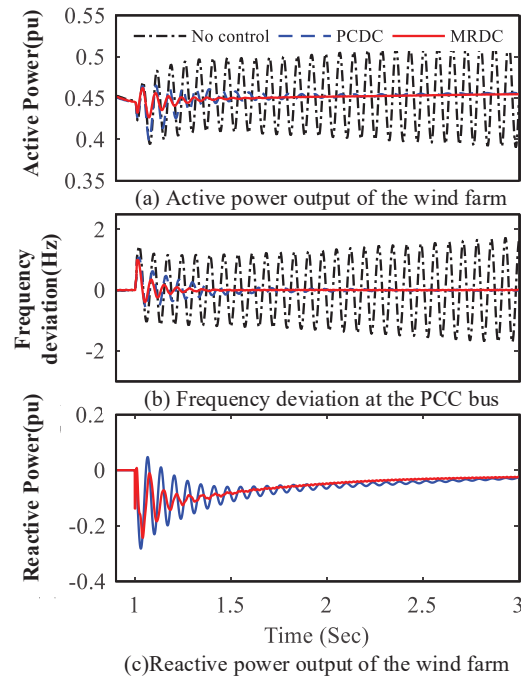 0.55
No control PCDC MRDC
Active Power(pu)
0.5
0.45
0.4
0.35
(a) Active power output of the wind farm
Frequency
deviation(Hz)
2
0
-2
(b) Frequency deviation at the PCC bus
Reactive Power(pu)
0.2
0
-0.2
-0.4
1 1.5 2 2.5 3
Time (Sec)
(c)Reactive power output of the wind farm